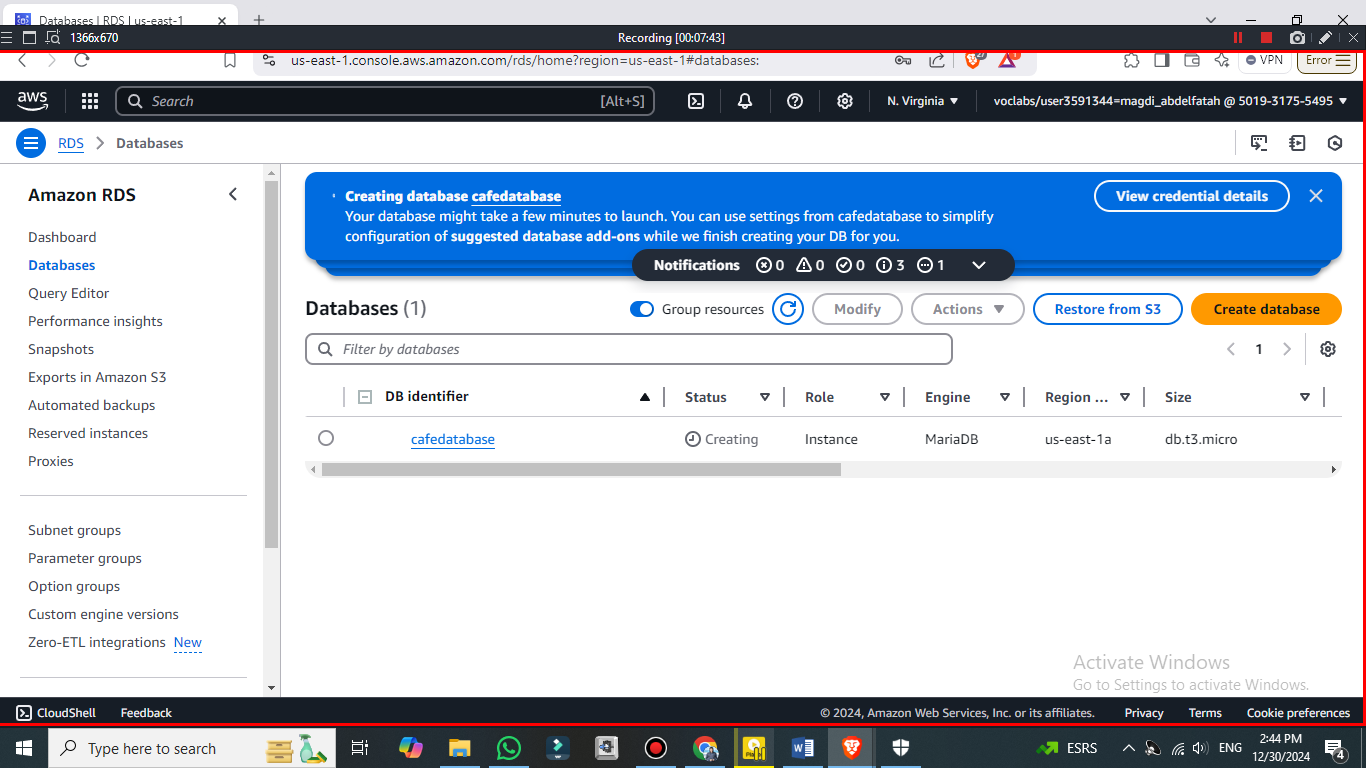 Databases | RDS | us-east-1
1366x670
Recording [00:07:43]
us-east-1.console.aws.amazon.com/rds/home?region=us-east-1#databases:
VPN
Error
aws
Search
[Alt+S]
N. Virginia
voclabs/user3591344=magdi_abdelfatah @ 5019-3175-5495
RDS
Databases
Amazon RDS
Dashboard
Databases
Query Editor
Performance insights
Snapshots
Exports in Amazon S3
Automated backups
Reserved instances
Proxies
Subnet groups
Parameter groups
Option groups
Custom engine versions
Zero-ETL integrations New
Creating database cafedatabase
Your database might take a few minutes to launch. You can use settings from cafedatabase to simplify
configuration of suggested database add-ons while we finish creating your DB for you.
View credential details
Notifications 0 0 0 3 1
Databases (1)
Group resources
Modify
Actions
Restore from S3
Create database
Filter by databases
1
DB identifier Status Role Engine Region ... Size
cafedatabase Creating Instance MariaDB us-east-1a db.t3.micro
Activate Windows
Go to Settings to activate Windows.
CloudShell Feedback
© 2024, Amazon Web Services, Inc. or its affiliates. Privacy Terms Cookie preferences
Type here to search
ESRS
ENG
2:44 PM
12/30/2024
4